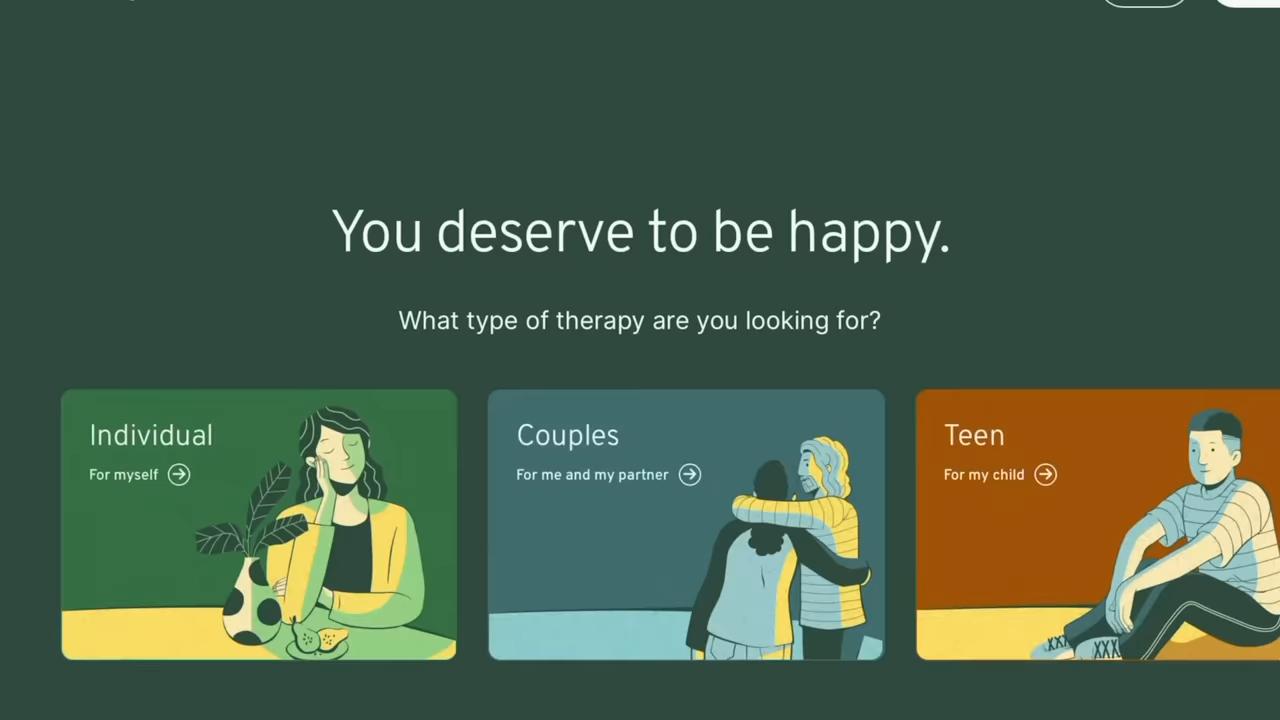 You deserve to be happy.
What type of therapy are you looking for?
Individual
For myself
Couples
For me and my partner
Teen
For my child